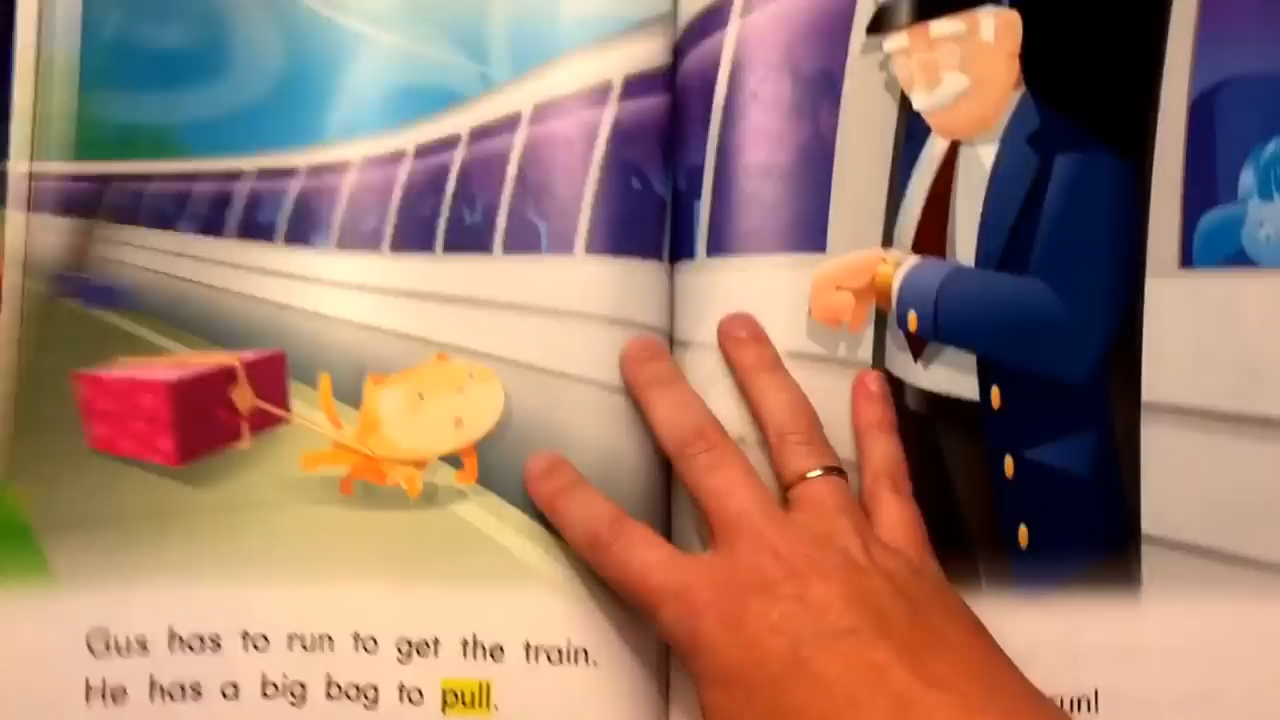 Gus has to run to get the train.
He has a big bag to pull.